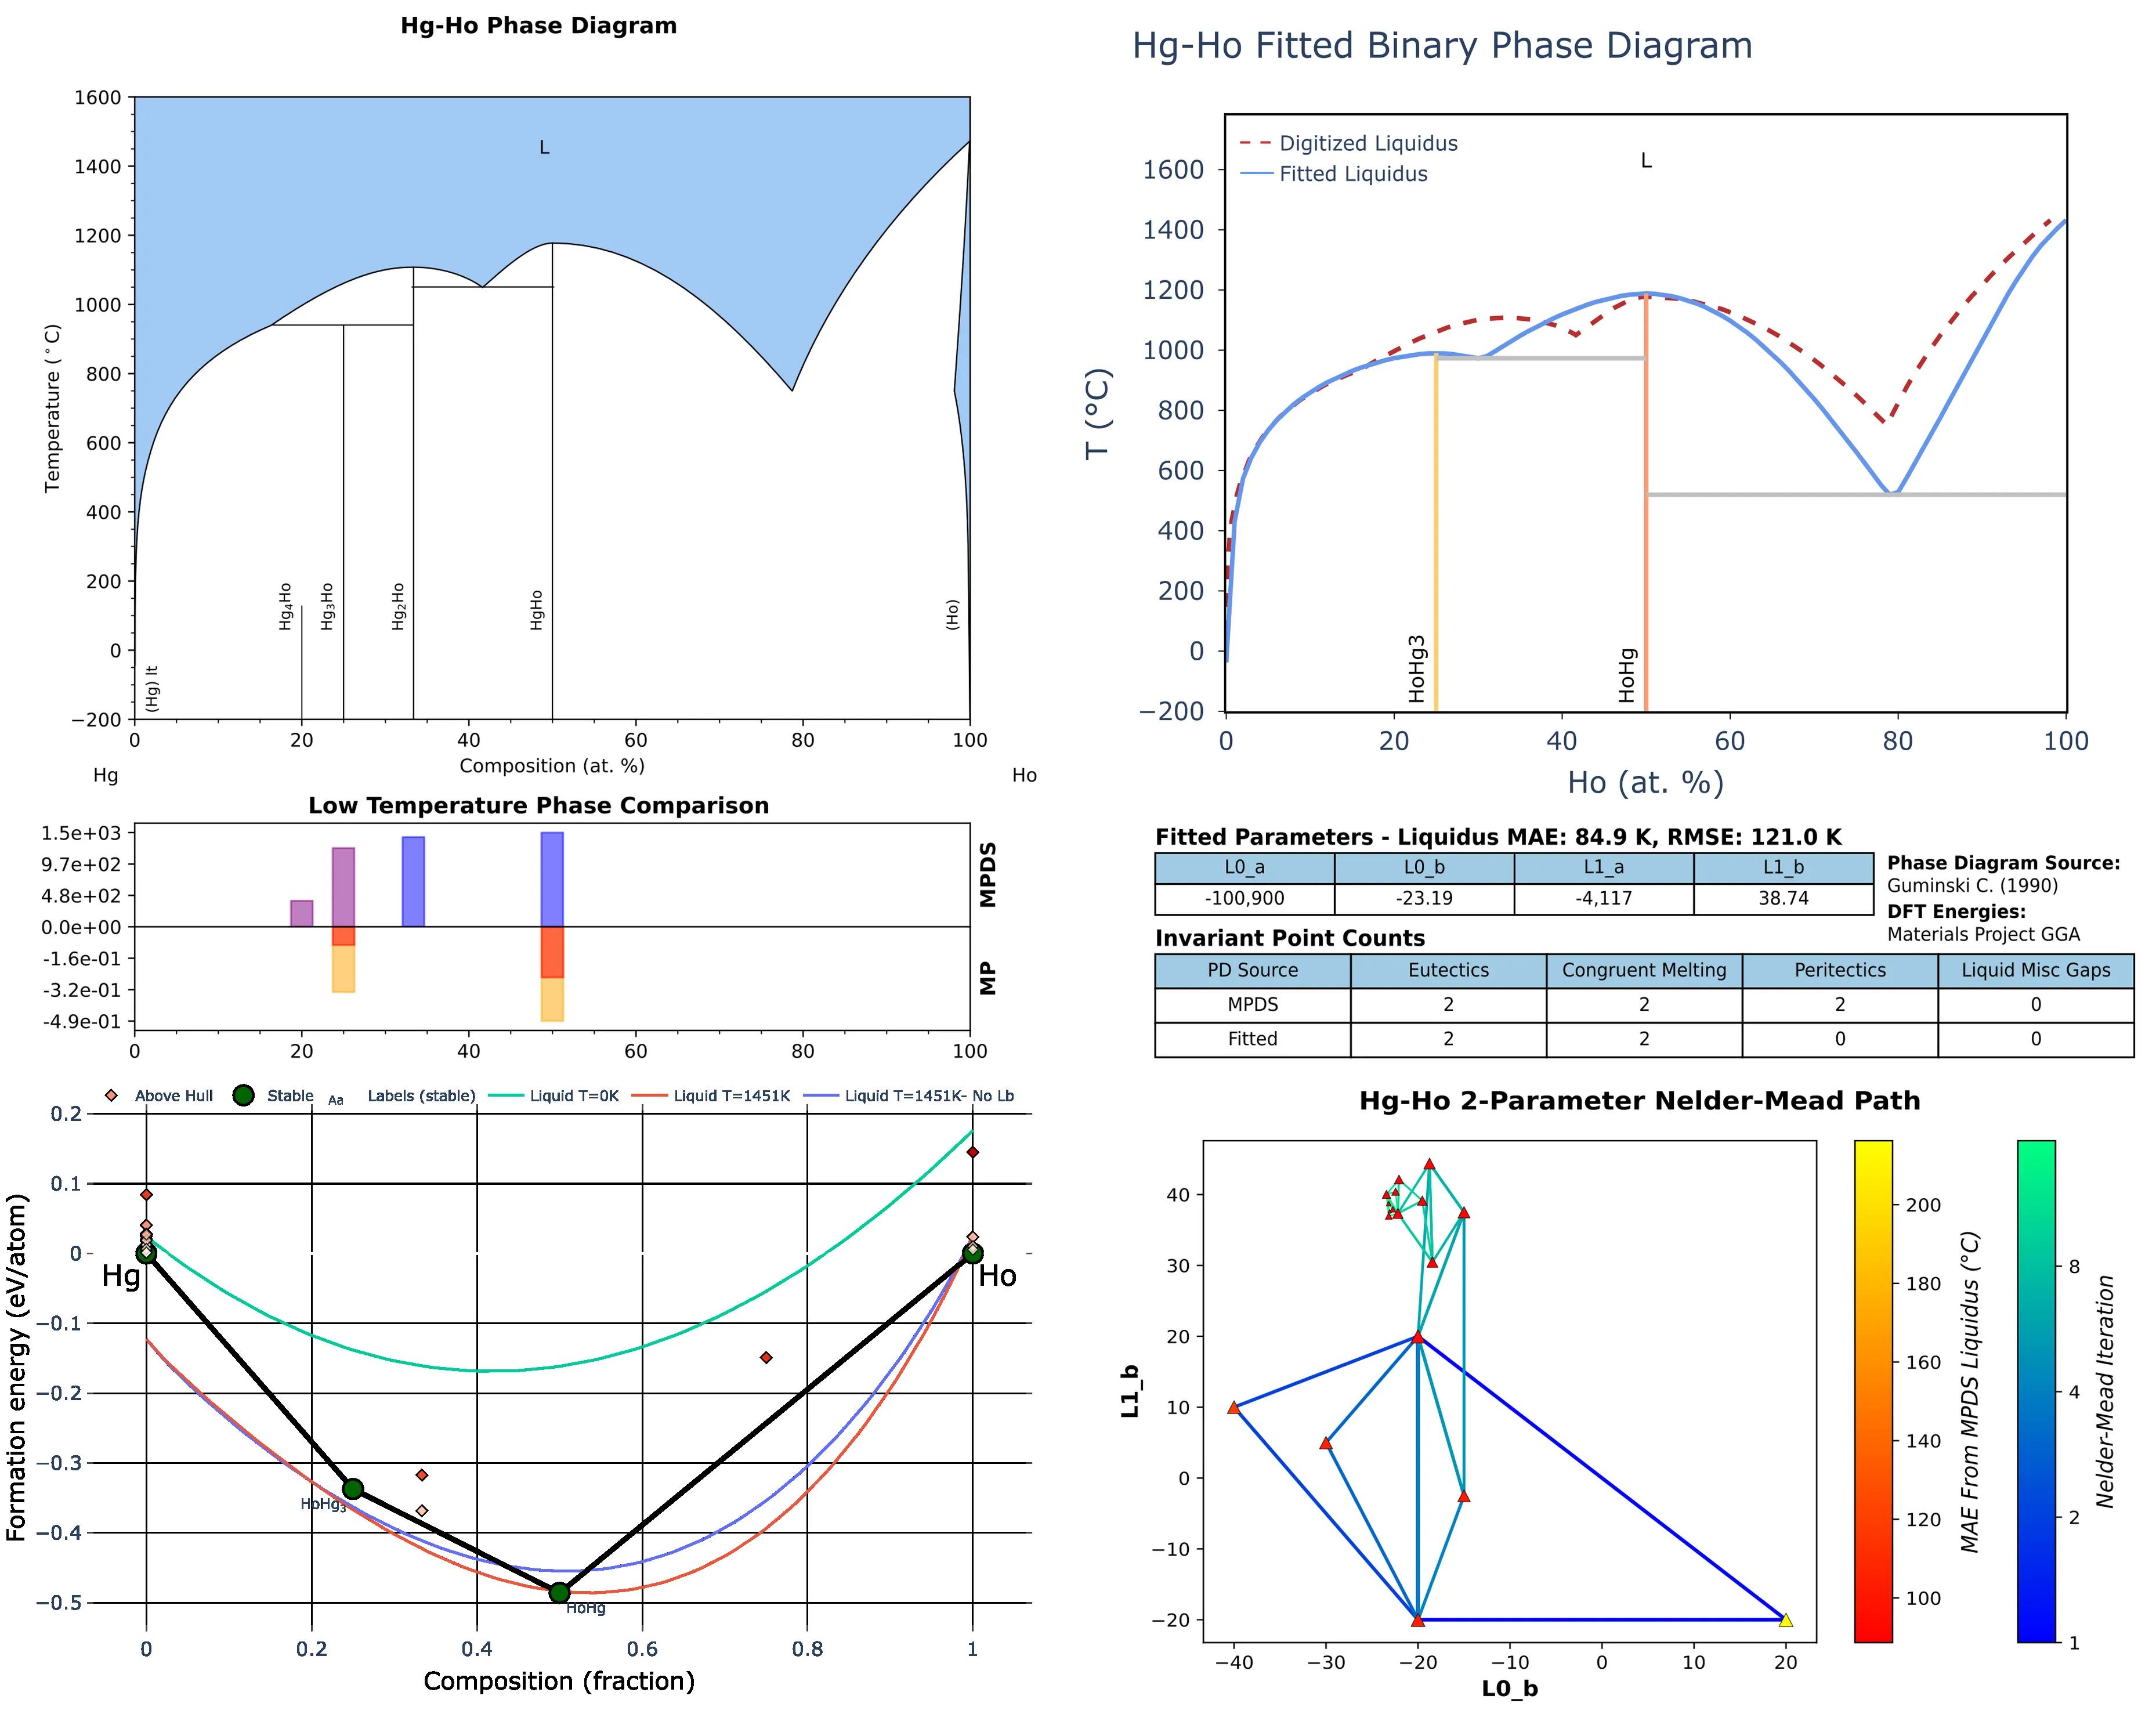 Hg-Ho Phase Diagram
1600
1400
1200
1000
800
600
400
200
0
−200
Temperature (°C)
L
Hg4Ho
Hg3Ho
Hg2Ho
HgHo
(Ho)
(Hg) lt
0 20 40 60 80 100
Composition (at. %)
Hg
Ho
Low Temperature Phase Comparison
1.5e+03
9.7e+02
4.8e+02
0.0e+00
-1.6e-01
-3.2e-01
-4.9e-01
MPDS
MP
0 20 40 60 80 100
Above Hull Stable Aa Labels (stable) Liquid T=0K Liquid T=1451K Liquid T=1451K- No Lb
0.2
0.1
0
−0.1
−0.2
−0.3
−0.4
−0.5
Formation energy (eV/atom)
Hg
Ho
HoHg3
HoHg
0 0.2 0.4 0.6 0.8 1
Composition (fraction)
Hg-Ho Fitted Binary Phase Diagram
Digitized Liquidus
Fitted Liquidus
L
1600
1400
1200
1000
800
600
400
200
0
−200
T (°C)
HoHg3
HoHg
0 20 40 60 80 100
Ho (at. %)
Fitted Parameters - Liquidus MAE: 84.9 K, RMSE: 121.0 K
L0_a L0_b L1_a L1_b
-100,900 -23.19 -4,117 38.74
Phase Diagram Source:
Guminski C. (1990)
DFT Energies:
Materials Project GGA
Invariant Point Counts
PD Source Eutectics Congruent Melting Peritectics Liquid Misc Gaps
MPDS 2 2 2 0
Fitted 2 2 0 0
Hg-Ho 2-Parameter Nelder-Mead Path
40
30
20
10
0
−10
−20
L1_b
−40 −30 −20 −10 0 10 20
L0_b
200
180
160
140
120
100
MAE From MPDS Liquidus (°C)
8
4
2
1
Nelder-Mead Iteration